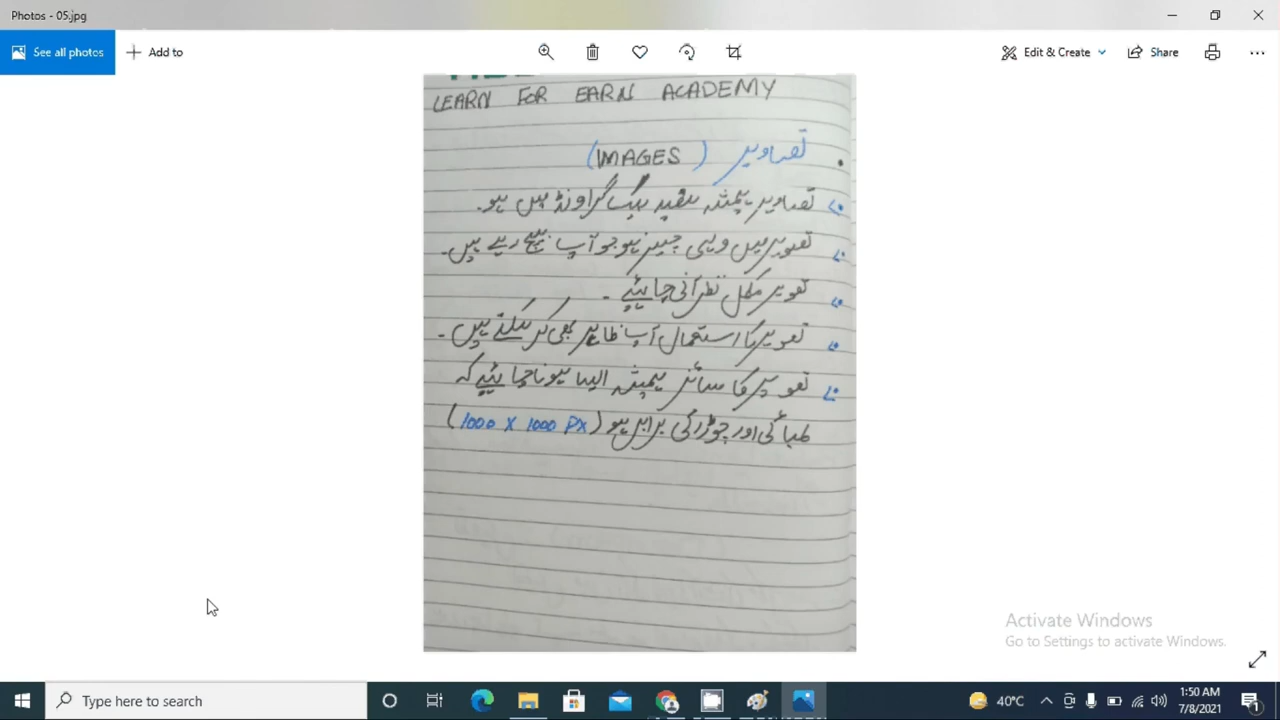 Photos - 05.jpg
See all photos
Add to
Edit & Create
Share
LEARN FOR EARN ACADEMY
تصاویر (IMAGES)
تصاویر ہمیشہ سفید بیک گراونڈ میں ہو۔
تصویر میں وہی چیز ہو جو آپ بیچ رہے ہیں۔
تصویر مکمل نظر آنی چاہئیے۔
تصویر کا استعمال آپ ظاہر بھی کر سکتے ہیں۔
تصویر کا سائز ہمیشہ ایسا ہونا چاہئیے کہ
لمبائی اور چوڑائی برابر ہو (1000 X 1000 PX)
Activate Windows
Go to Settings to activate Windows.
Type here to search
40°C
1:50 AM
7/8/2021